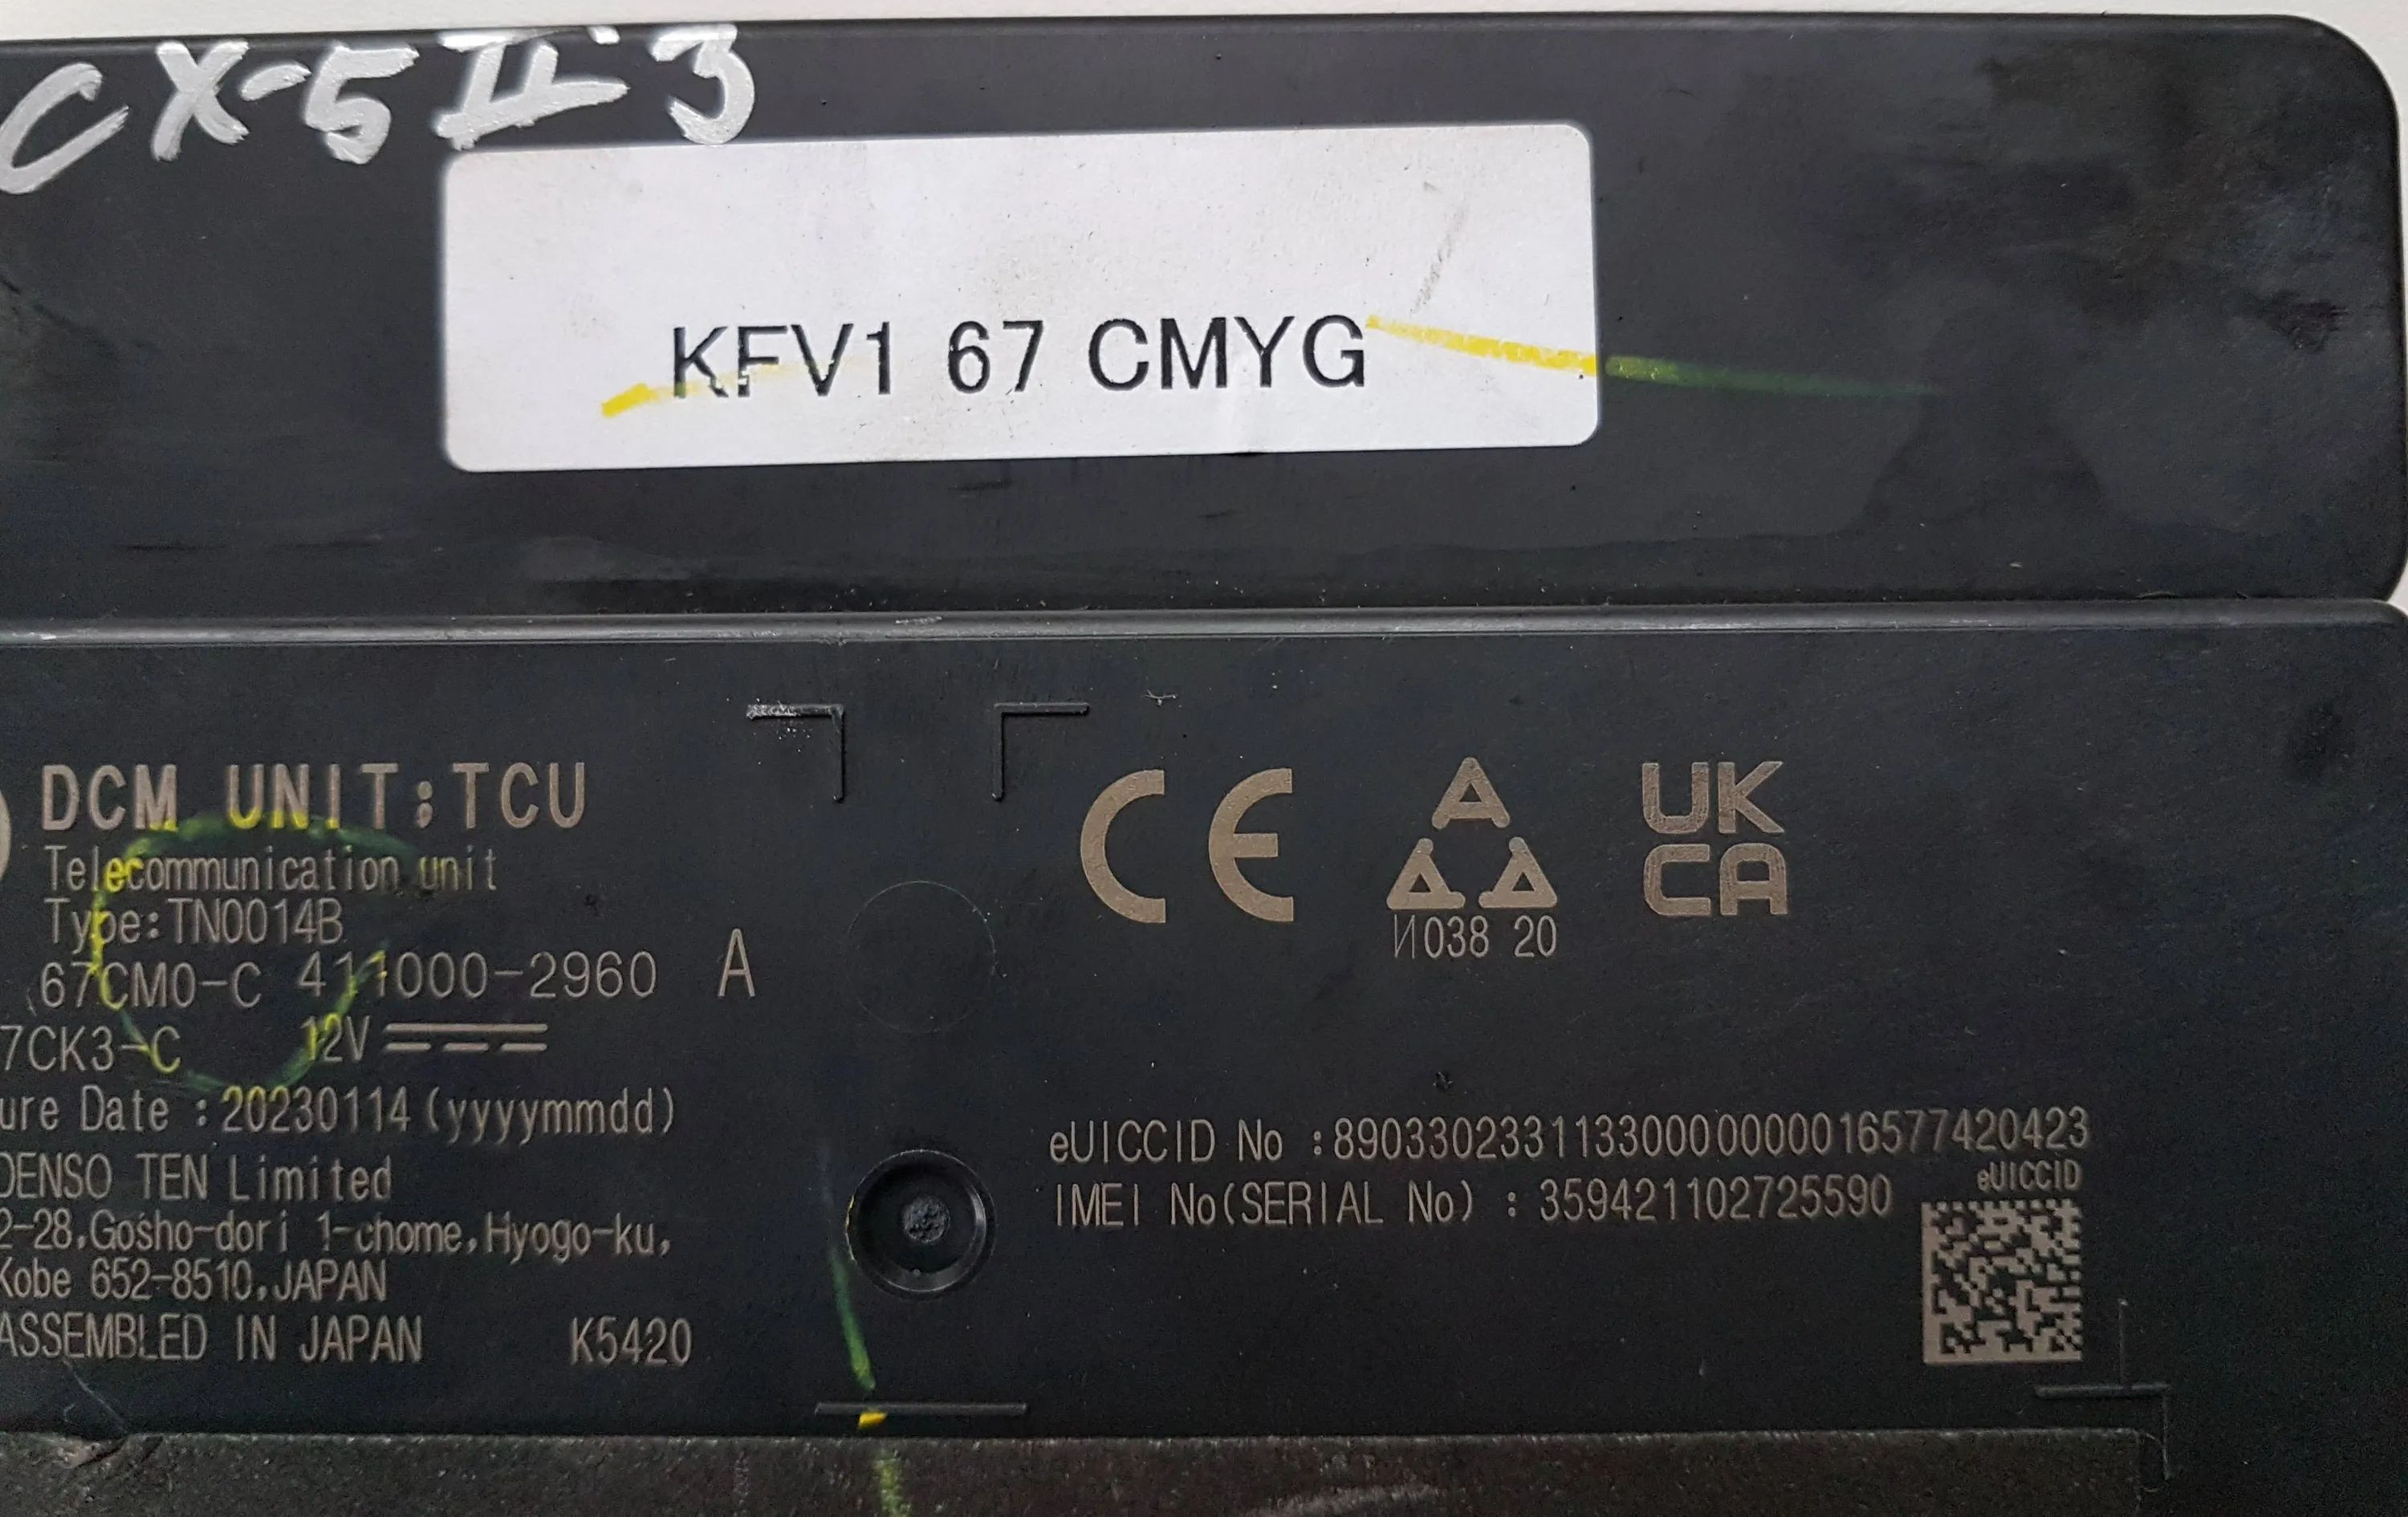 CX-5 II 3
KFV1 67 CMYG
DCM UNIT:TCU
Telecommunication unit
Type:TN0014B
67CM0-C 411000-2960 A
7CK3-C 12V
ure Date :20230114(yyyymmdd)
DENSO TEN Limited
2-28,Gosho-dori 1-chome,Hyogo-ku,
Kobe 652-8510,JAPAN
ASSEMBLED IN JAPAN K5420
CE
UK
CA
И038 20
eUICCID No :89033023311330000000016577420423
eUICCID
IMEI No(SERIAL No) : 359421102725590